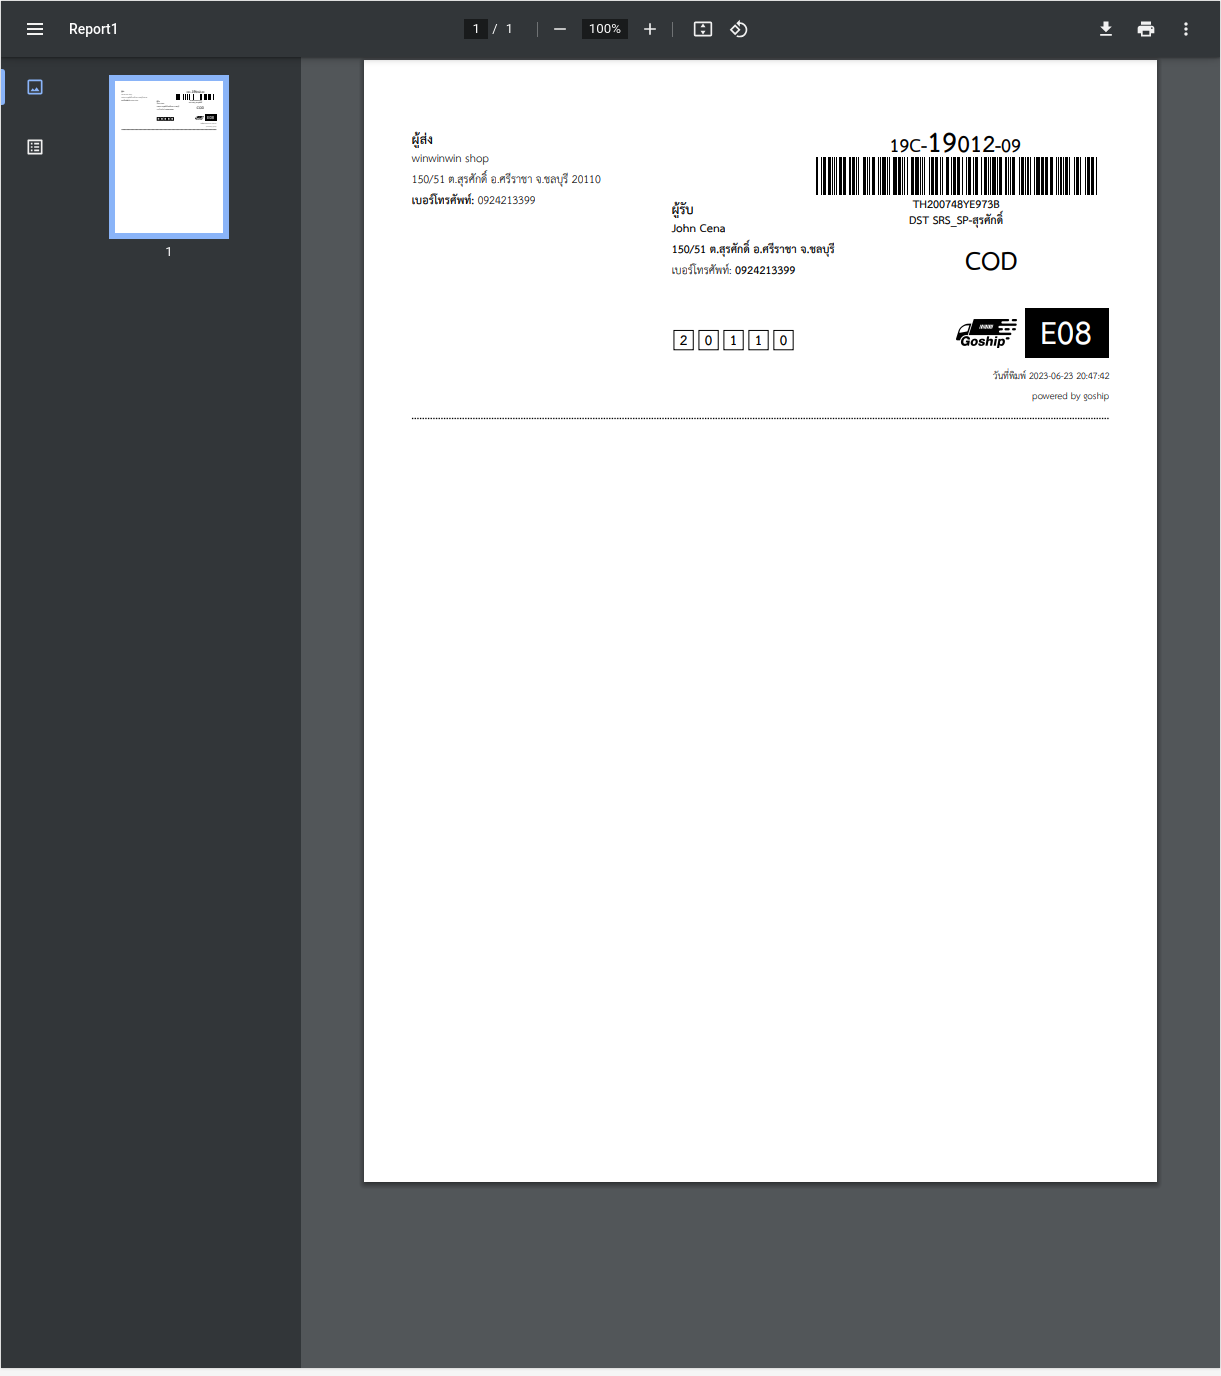 Report1
1 / 1
100%
1
ผู้ส่ง
winwinwin shop
150/51 ต.สุรศักดิ์ อ.ศรีราชา จ.ชลบุรี 20110
เบอร์โทรศัพท์: 0924213399
19C-19012-09
TH200748YE973B
DST SRS_SP-สุรศักดิ์
ผู้รับ
John Cena
150/51 ต.สุรศักดิ์ อ.ศรีราชา จ.ชลบุรี
เบอร์โทรศัพท์: 0924213399
COD
2 0 1 1 0
Goship
E08
วันที่พิมพ์ 2023-06-23 20:47:42
powered by goship